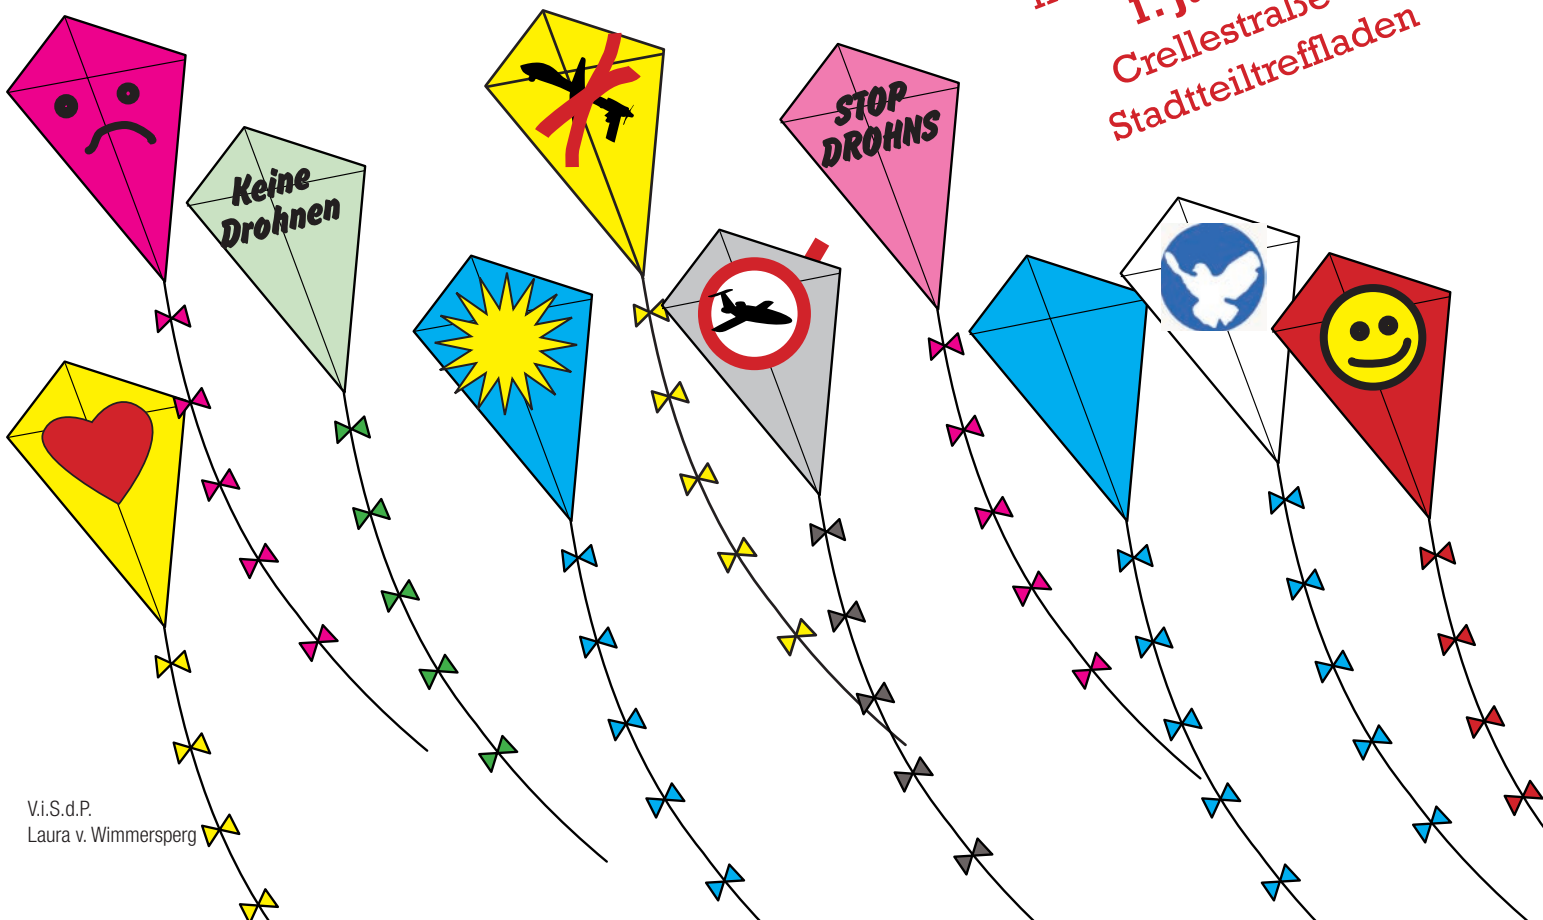 Crellestraße
Stadtteiltreffladen
Keine
Drohnen
STOP
DROHNS
V.i.S.d.P.
Laura v. Wimmersperg